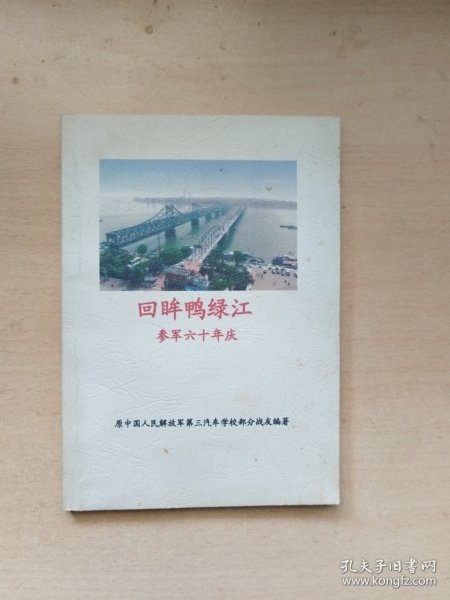 回眸鸭绿江
参军六十年庆
原中国人民解放军第三汽车学校部分战友编著
孔夫子旧书网
www.kongfz.com